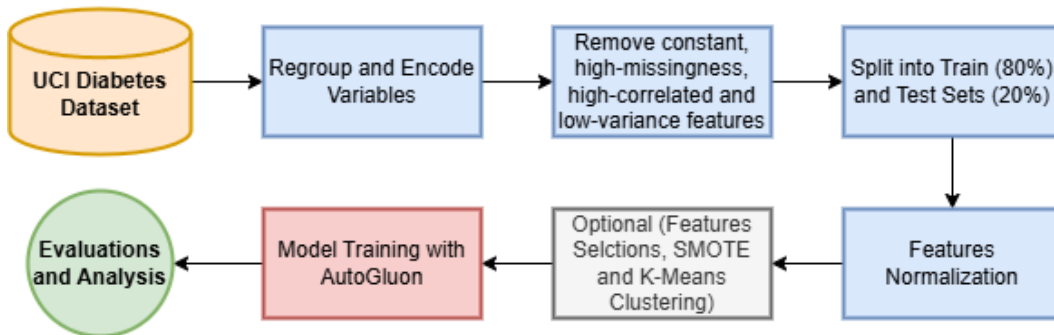 UCI Diabetes
Dataset
Regroup and Encode
Variables
Remove constant,
high-missingness,
high-correlated and
low-variance features
Split into Train (80%)
and Test Sets (20%)
Features
Normalization
Optional (Features
Selctions, SMOTE
and K-Means
Clustering)
Model Training with
AutoGluon
Evaluations
and Analysis